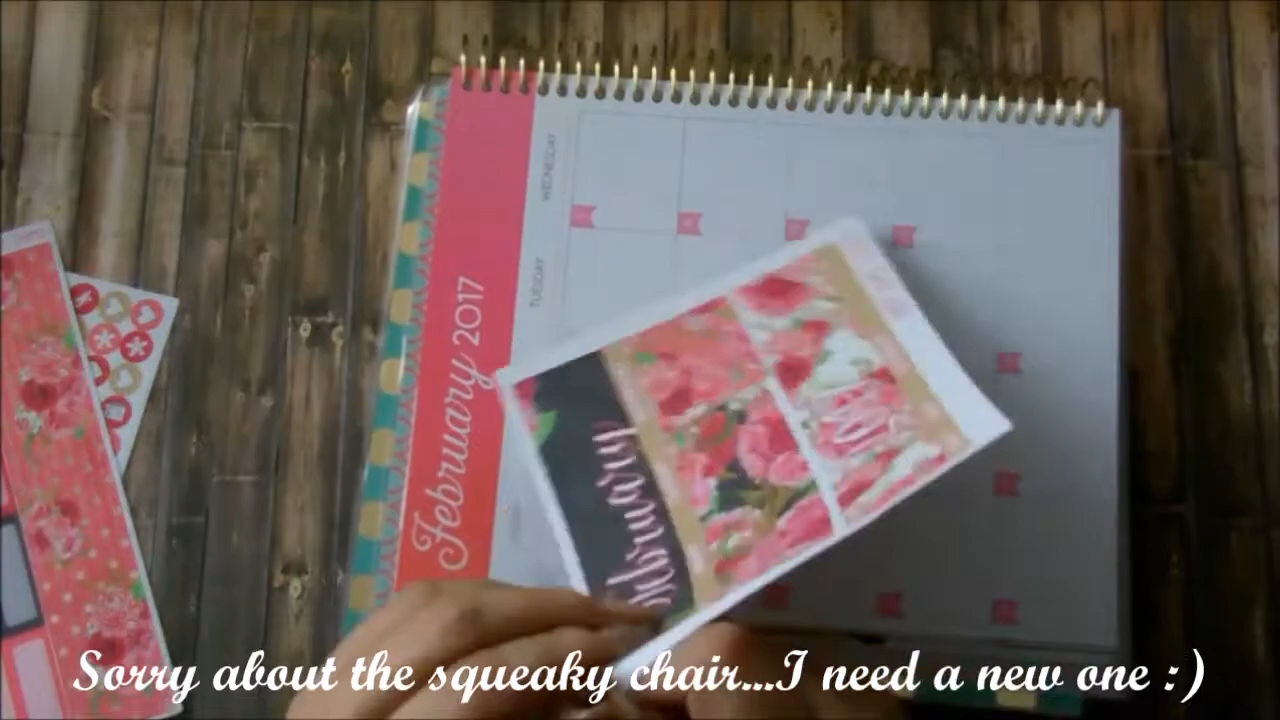 February 2017
TUESDAY
WEDNESDAY
February
Sorry about the squeaky chair...I need a new one :)